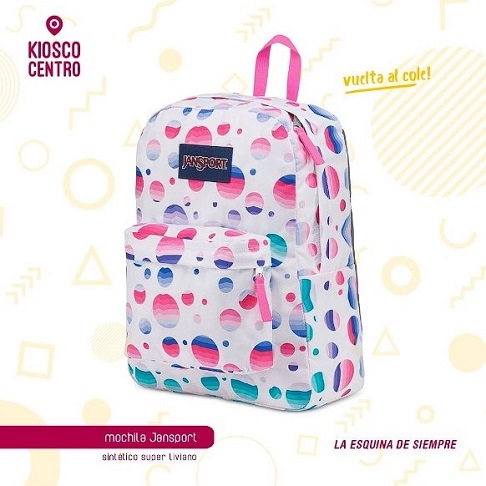 KIOSCO
CENTRO
vuelta al cole!
JANSPORT
mochila Jansport
sintético super liviano
LA ESQUINA DE SIEMPRE